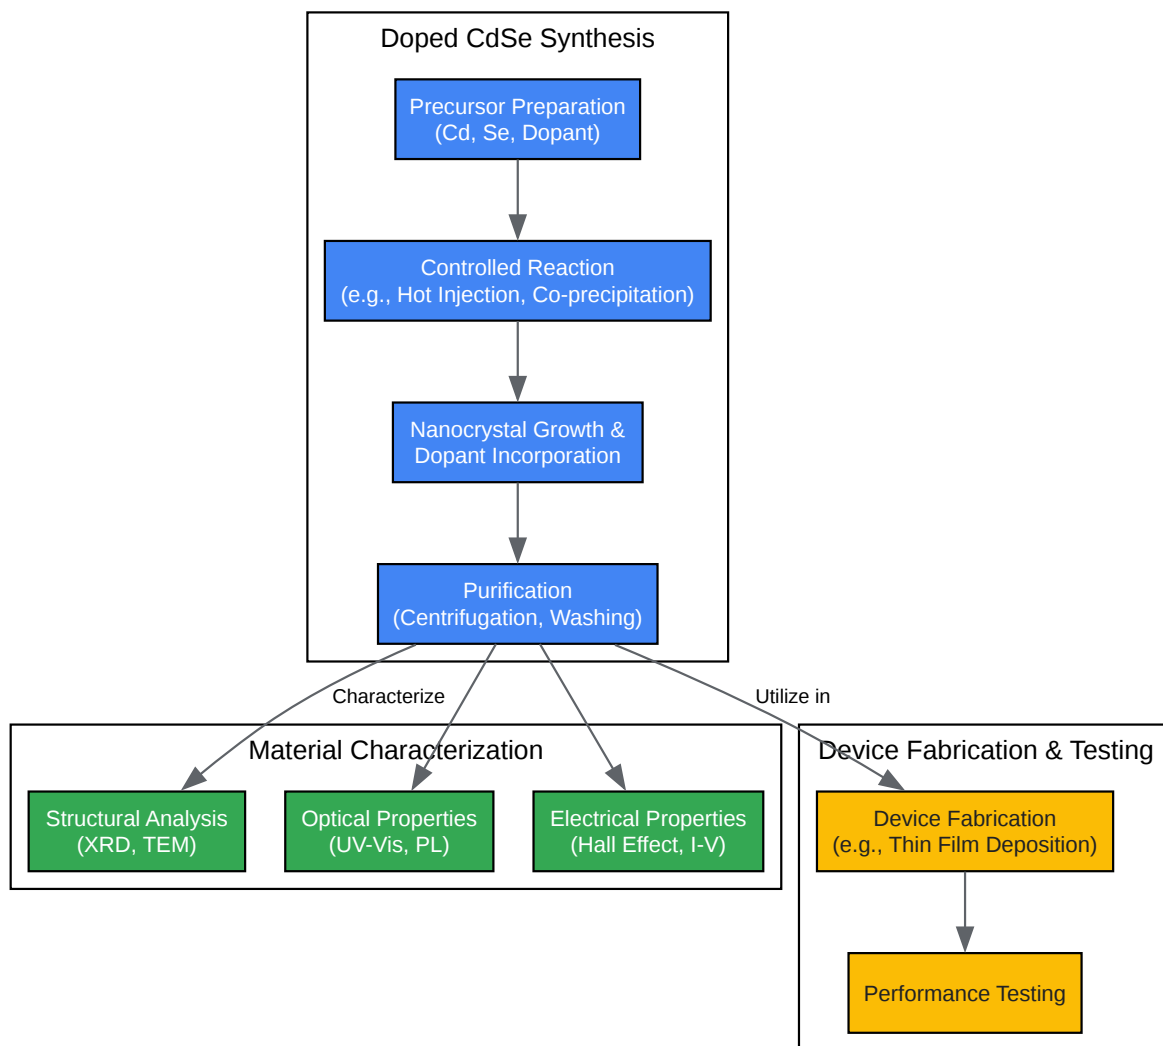 Doped CdSe Synthesis
Precursor Preparation
(Cd, Se, Dopant)
Controlled Reaction
(e.g., Hot Injection, Co-precipitation)
Nanocrystal Growth &
Dopant Incorporation
Purification
(Centrifugation, Washing)
Characterize
Utilize in
Material Characterization
Structural Analysis
(XRD, TEM)
Optical Properties
(UV-Vis, PL)
Electrical Properties
(Hall Effect, I-V)
Device Fabrication & Testing
Device Fabrication
(e.g., Thin Film Deposition)
Performance Testing